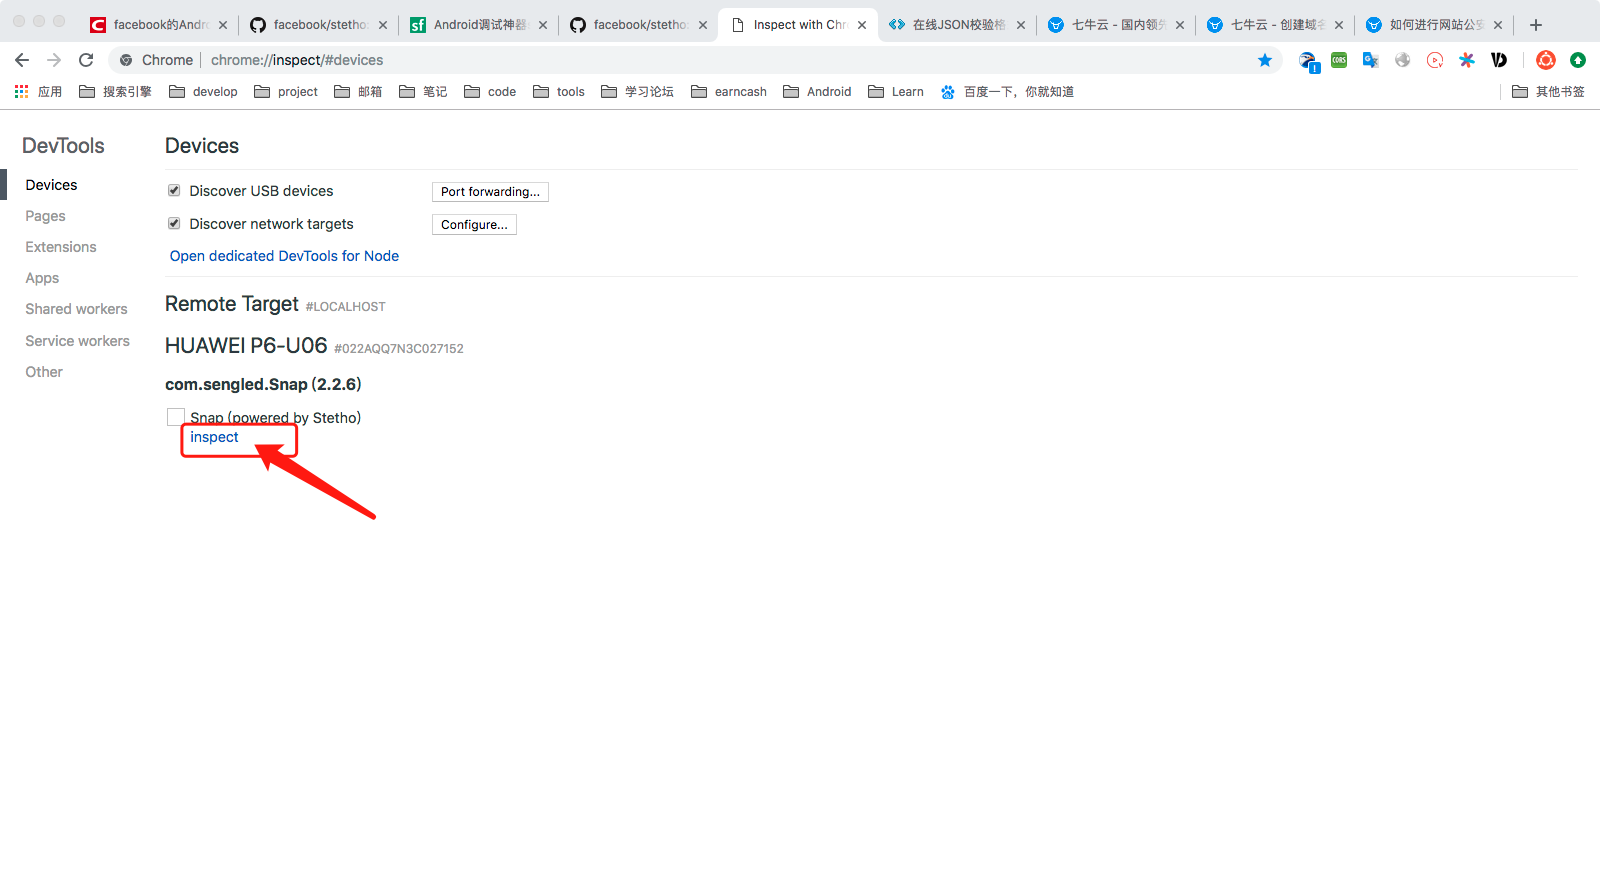 facebook的Andro
facebook/stetho:
Android调试神器
facebook/stetho:
Inspect with Chr
在线JSON校验格
七牛云 - 国内领先
七牛云 - 创建域名
如何进行网站公安
Chrome
chrome://inspect/#devices
CORS
应用
搜索引擎
develop
project
邮箱
笔记
code
tools
学习论坛
earncash
Android
Learn
百度一下，你就知道
其他书签
DevTools
Devices
Pages
Extensions
Apps
Shared workers
Service workers
Other
Devices
Discover USB devices
Port forwarding...
Discover network targets
Configure...
Open dedicated DevTools for Node
Remote Target #LOCALHOST
HUAWEI P6-U06 #022AQQ7N3C027152
com.sengled.Snap (2.2.6)
Snap (powered by Stetho)
inspect